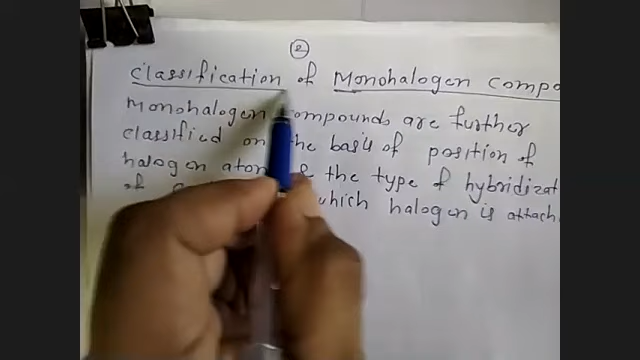 2
Classification of Monohalogen Compo
Monohalogen compounds are further
classified on the basis of position of
halogen atom & the type of hybridizat
of which halogen is attach